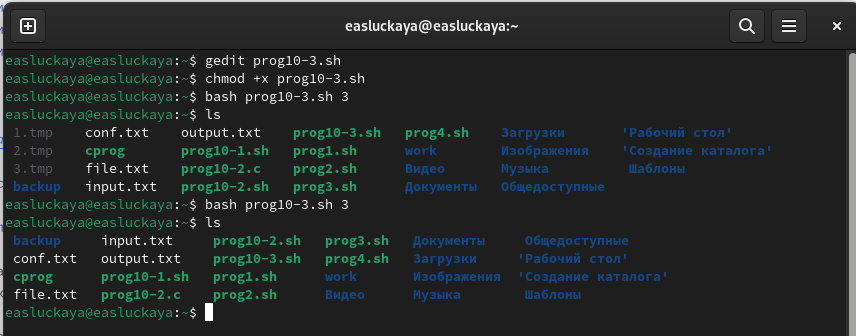 easluckaya@easluckaya:~
easluckaya@easluckaya:~$ gedit prog10-3.sh
easluckaya@easluckaya:~$ chmod +x prog10-3.sh
easluckaya@easluckaya:~$ bash prog10-3.sh 3
easluckaya@easluckaya:~$ ls
1.tmp conf.txt output.txt prog10-3.sh prog4.sh Загрузки 'Рабочий стол'
2.tmp cprog prog10-1.sh prog1.sh work Изображения 'Создание каталога'
3.tmp file.txt prog10-2.c prog2.sh Видео Музыка Шаблоны
backup input.txt prog10-2.sh prog3.sh Документы Общедоступные
easluckaya@easluckaya:~$ bash prog10-3.sh 3
easluckaya@easluckaya:~$ ls
backup input.txt prog10-2.sh prog3.sh Документы Общедоступные
conf.txt output.txt prog10-3.sh prog4.sh Загрузки 'Рабочий стол'
cprog prog10-1.sh prog1.sh work Изображения 'Создание каталога'
file.txt prog10-2.c prog2.sh Видео Музыка Шаблоны
easluckaya@easluckaya:~$